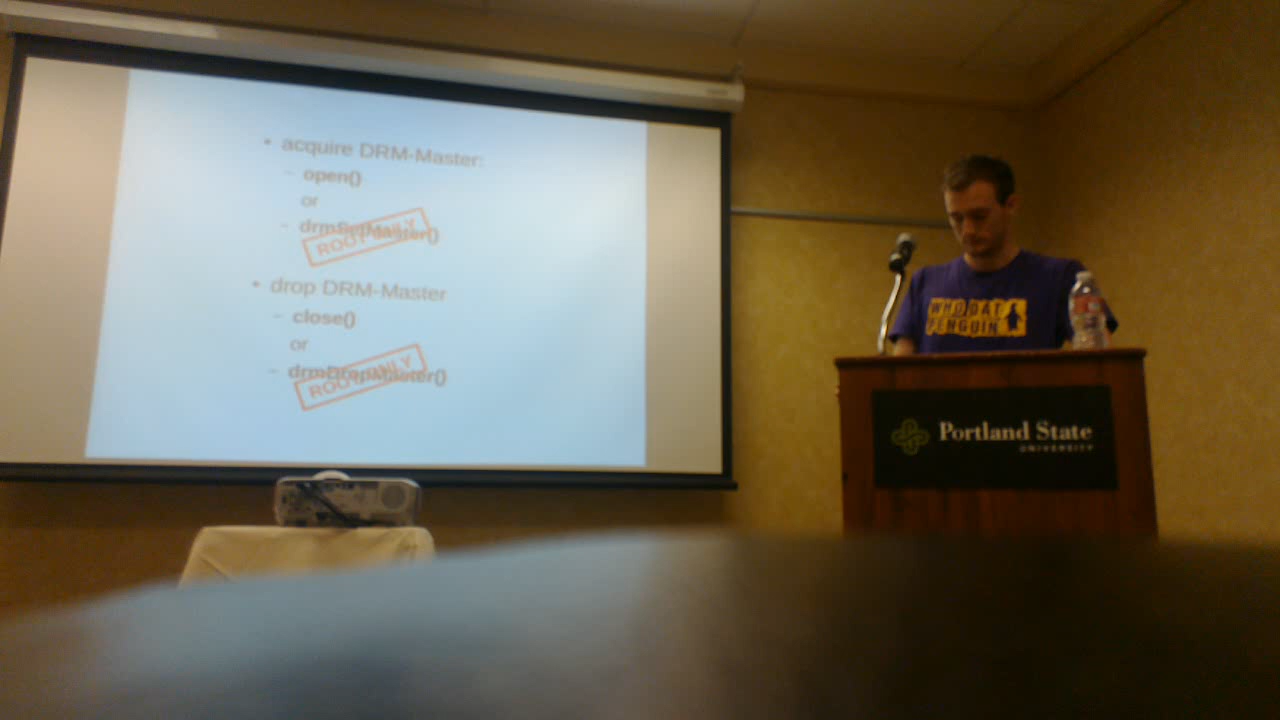 • acquire DRM-Master:
– open()
or
– drmSetMaster()
ROOT ONLY
• drop DRM-Master
– close()
or
– drmDropMaster()
ROOT ONLY
WHO DAT
PENGUIN
Portland State
UNIVERSITY